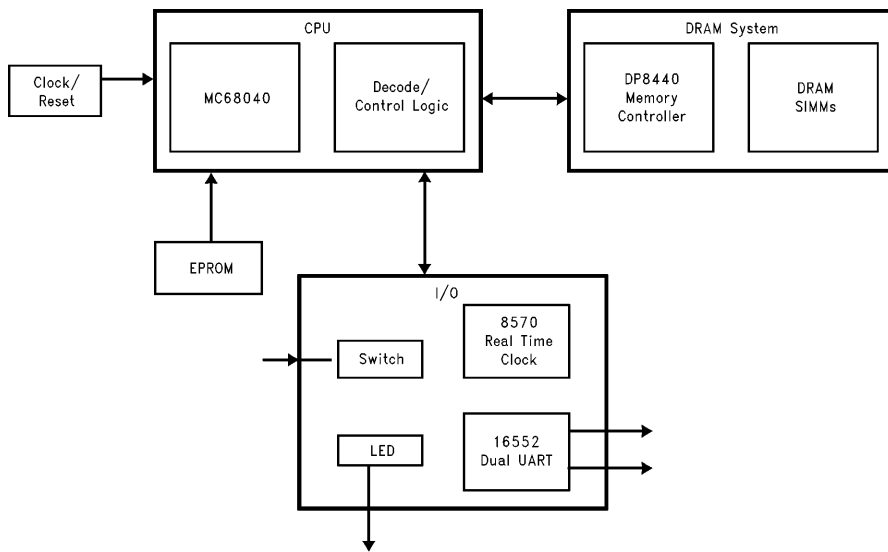 CPU
DRAM System
Clock/
Reset
MC68040
Decode/
Control Logic
DP8440
Memory
Controller
DRAM
SIMMs
EPROM
I/O
8570
Real Time
Clock
Switch
LED
16552
Dual UART